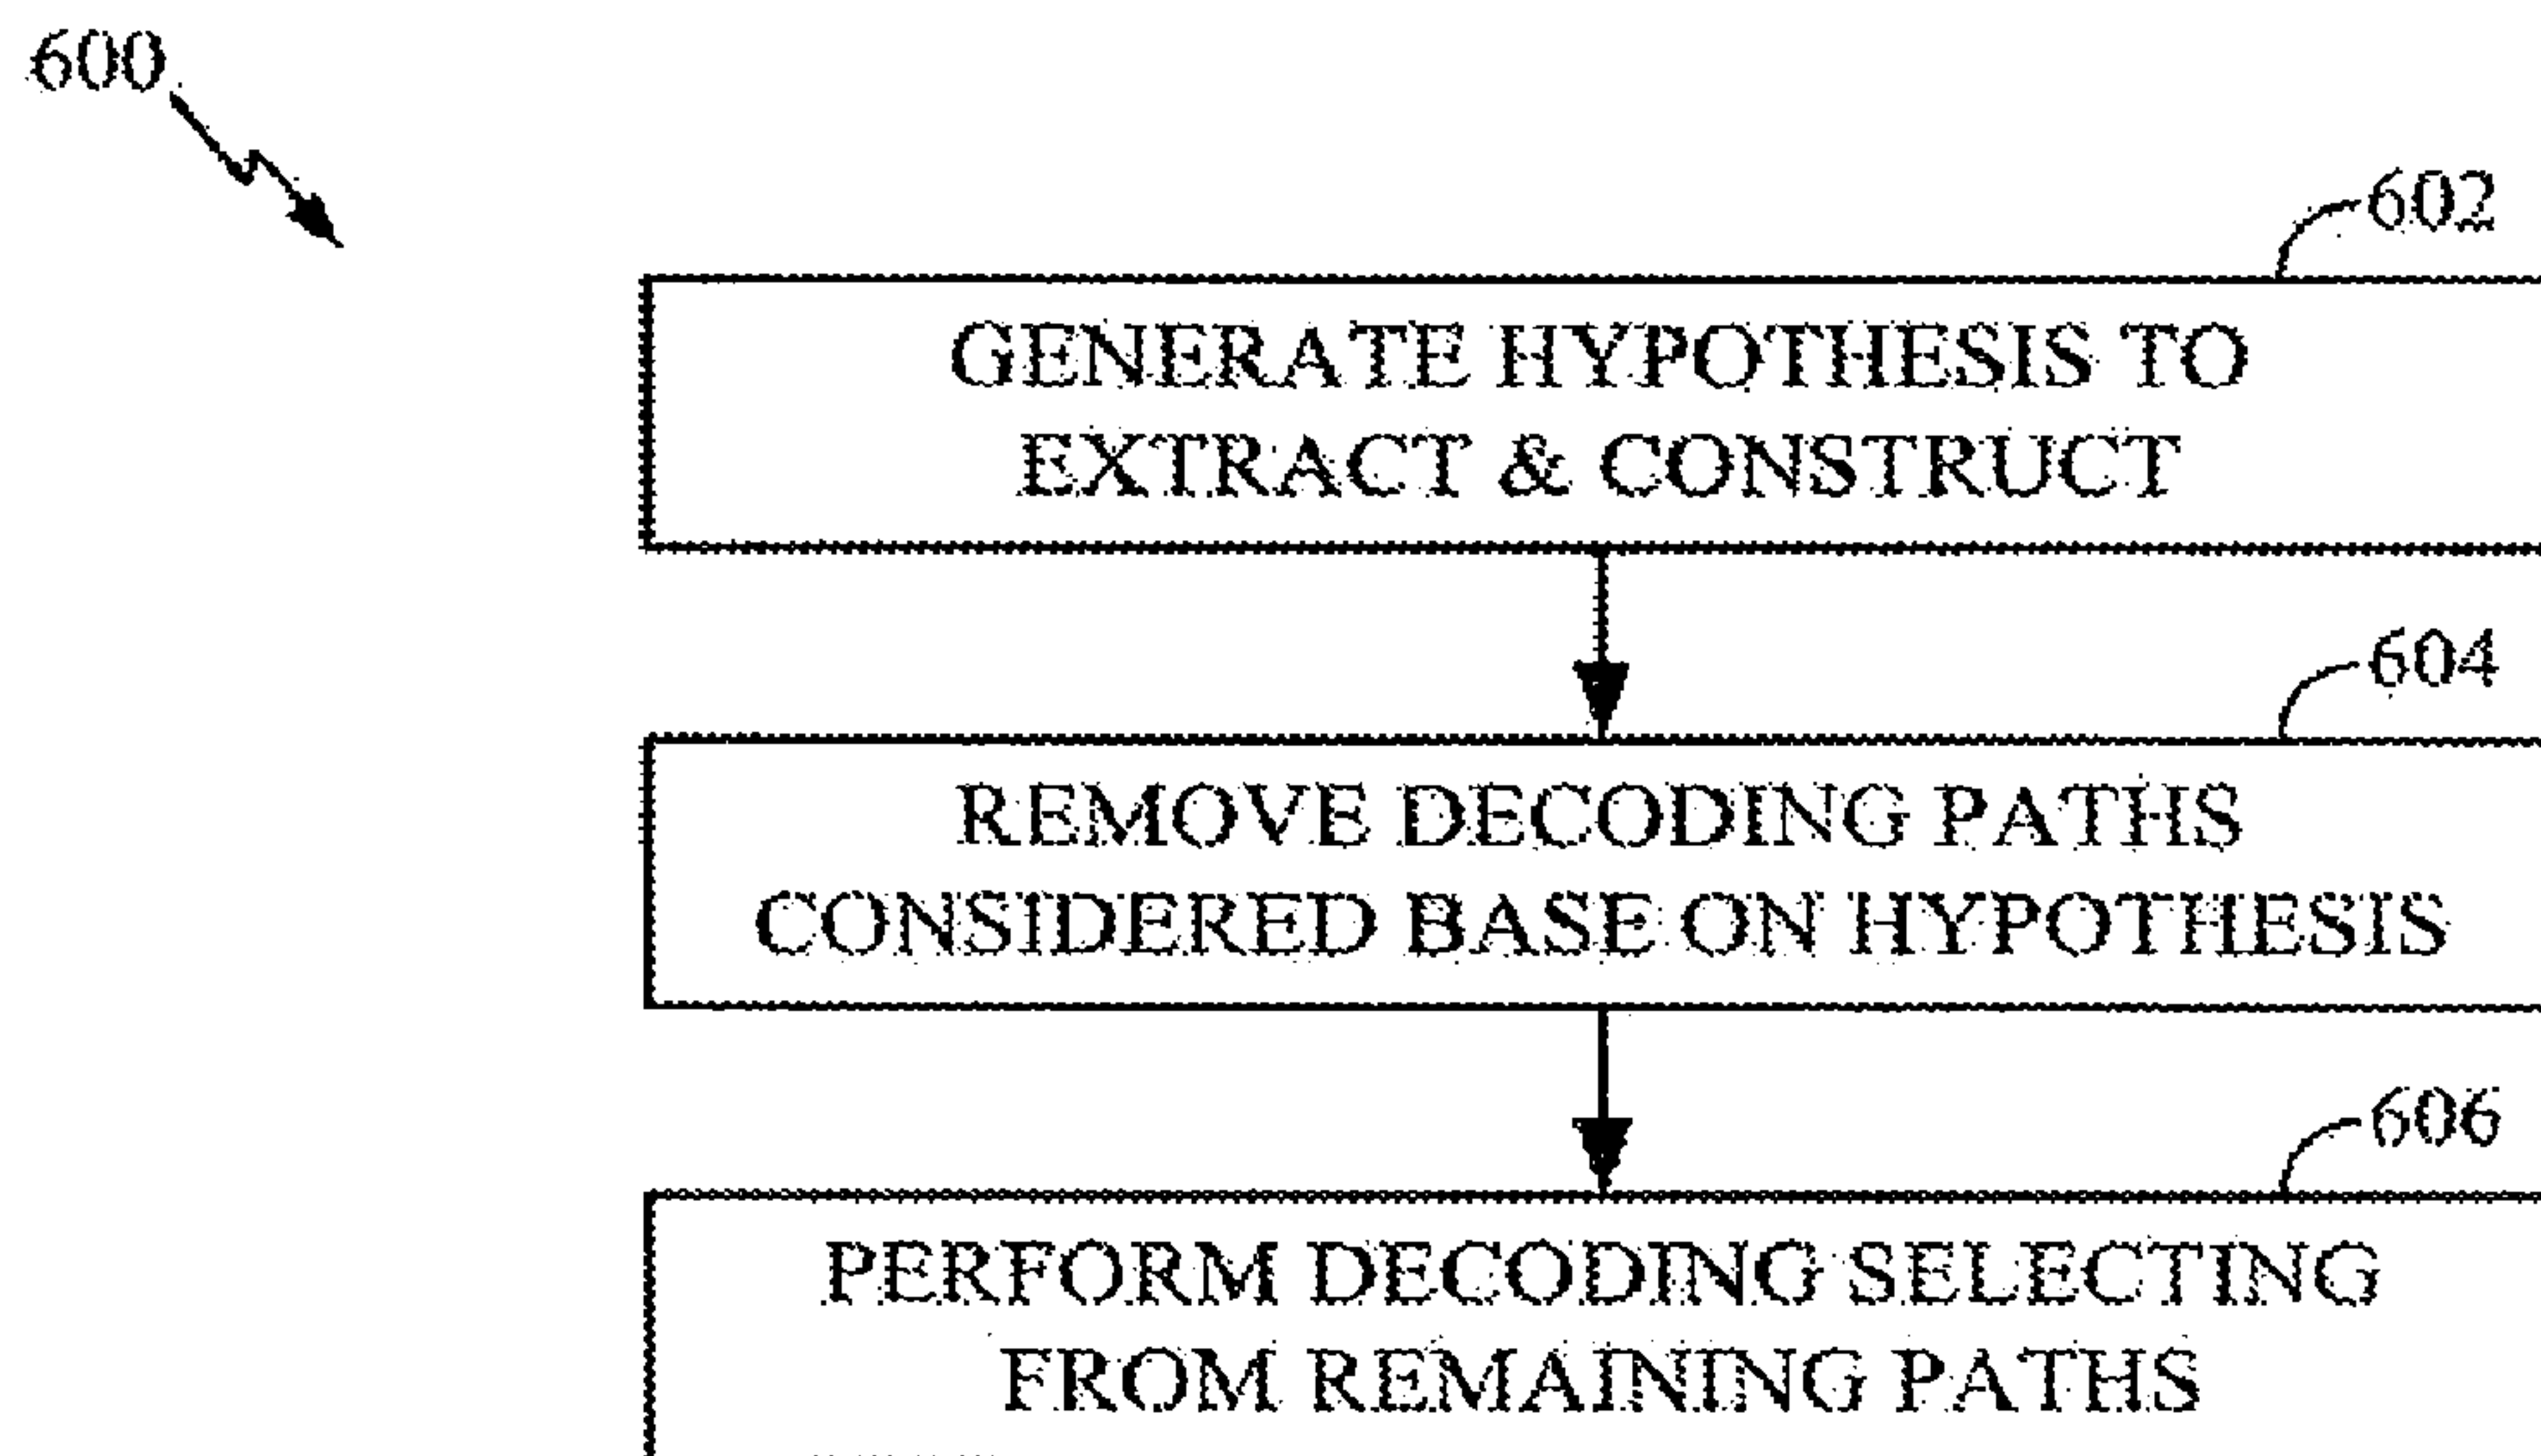 600
602
GENERATE HYPOTHESIS TO
EXTRACT & CONSTRUCT
604
REMOVE DECODING PATHS
CONSIDERED BASE ON HYPOTHESIS
606
PERFORM DECODING SELECTING
FROM REMAINING PATHS